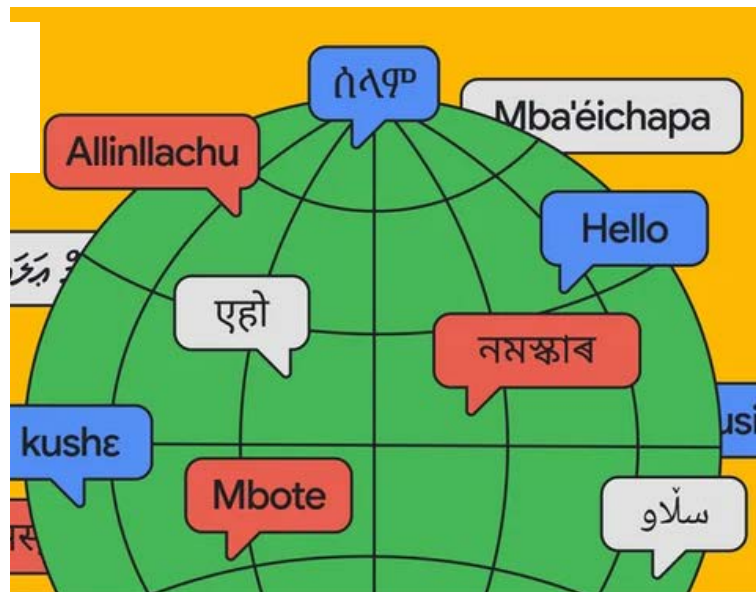 ሰላም
Mba'éichapa
Allinllachu
Hello
एहो
নমস্কাৰ
kushɛ
Mbote
سڵاو